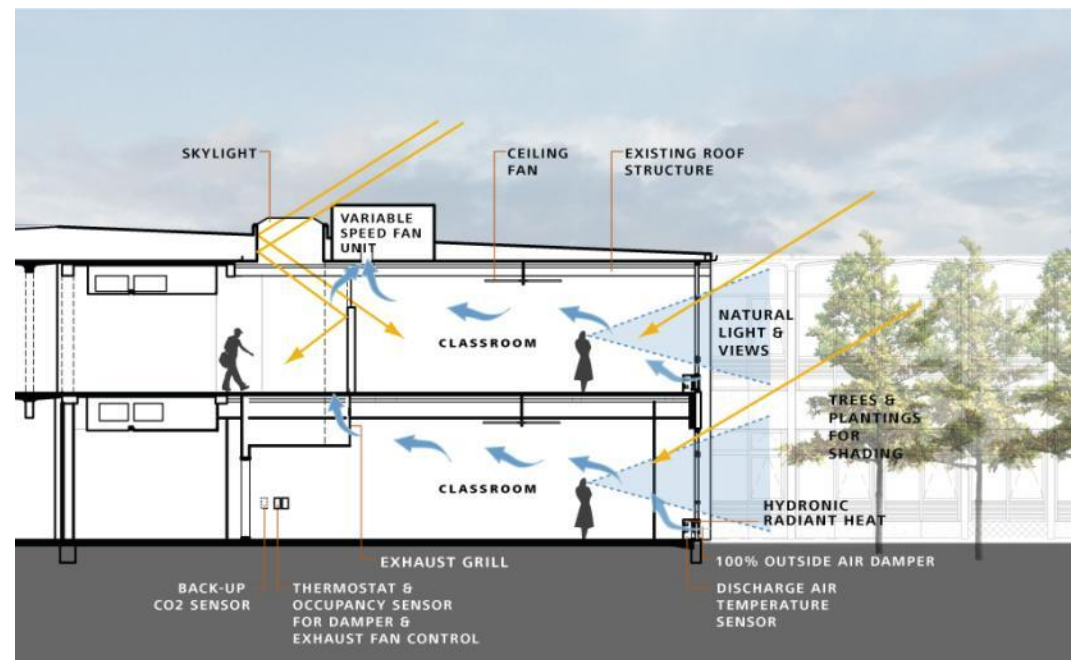 SKYLIGHT
CEILING
FAN
EXISTING ROOF
STRUCTURE
VARIABLE
SPEED FAN
UNIT
CLASSROOM
NATURAL
LIGHT &
VIEWS
TREES &
PLANTINGS
FOR
SHADING
CLASSROOM
HYDRONIC
RADIANT HEAT
EXHAUST GRILL
100% OUTSIDE AIR DAMPER
BACK-UP
CO2 SENSOR
THERMOSTAT &
OCCUPANCY SENSOR
FOR DAMPER &
EXHAUST FAN CONTROL
DISCHARGE AIR
TEMPERATURE
SENSOR